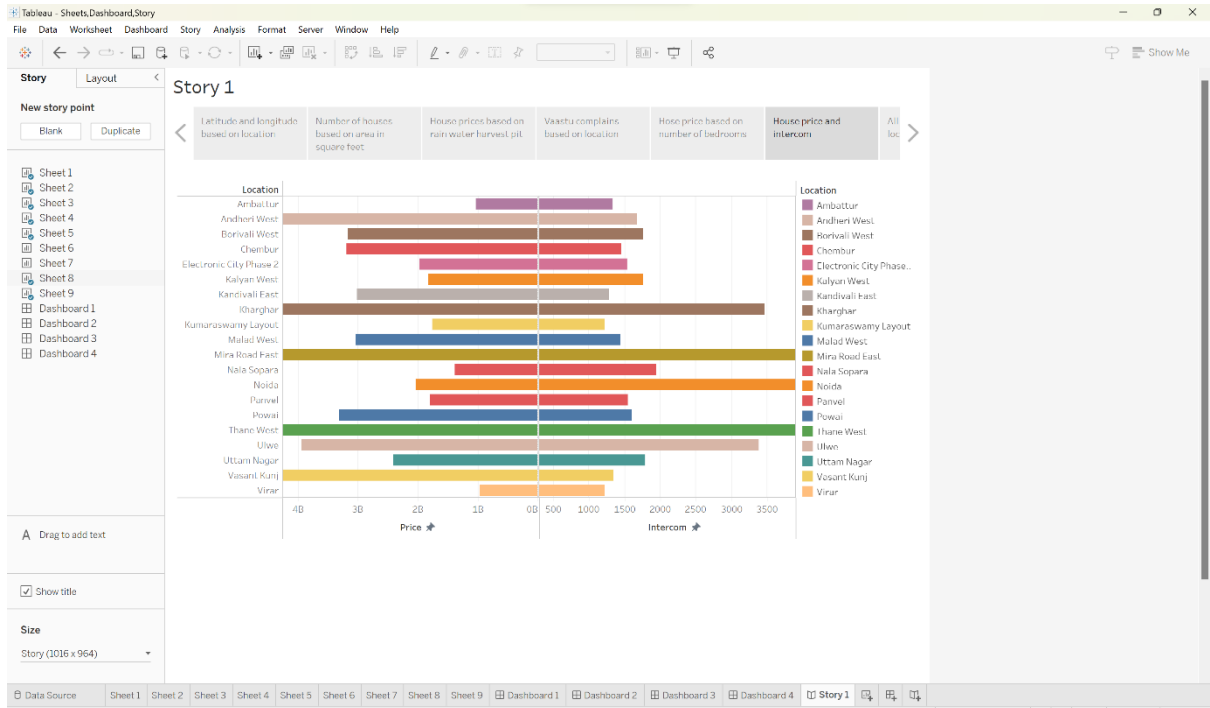 Tableau - Sheets,Dashboard,Story
File Data Worksheet Dashboard Story Analysis Format Server Window Help
Show Me
Story Layout
New story point
Blank Duplicate
Sheet 1
Sheet 2
Sheet 3
Sheet 4
Sheet 5
Sheet 6
Sheet 7
Sheet 8
Sheet 9
Dashboard 1
Dashboard 2
Dashboard 3
Dashboard 4
A Drag to add text
Show title
Size
Story (1016 x 964)
Story 1
Latitude and longitude
based on location
Number of houses
based on area in
square feet
House prices based on
rain water harvest pit
Vaastu complains
based on location
Hose price based on
number of bedrooms
House price and
intercom
All
loc
Location
Ambattur
Andheri West
Borivali West
Chembur
Electronic City Phase 2
Kalyan West
Kandivali East
Kharghar
Kumaraswamy Layout
Malad West
Mira Road East
Nala Sopara
Noida
Panvel
Powai
Thane West
Ulwe
Uttam Nagar
Vasant Kunj
Virar
4B 3B 2B 1B 0B 500 1000 1500 2000 2500 3000 3500
Price Intercom
Location
Ambattur
Andheri West
Borivali West
Chembur
Electronic City Phase..
Kalyan West
Kandivali East
Kharghar
Kumaraswamy Layout
Malad West
Mira Road East
Nala Sopara
Noida
Panvel
Powai
Thane West
Ulwe
Uttam Nagar
Vasant Kunj
Virar
Data Source Sheet 1 Sheet 2 Sheet 3 Sheet 4 Sheet 5 Sheet 6 Sheet 7 Sheet 8 Sheet 9 Dashboard 1 Dashboard 2 Dashboard 3 Dashboard 4 Story 1